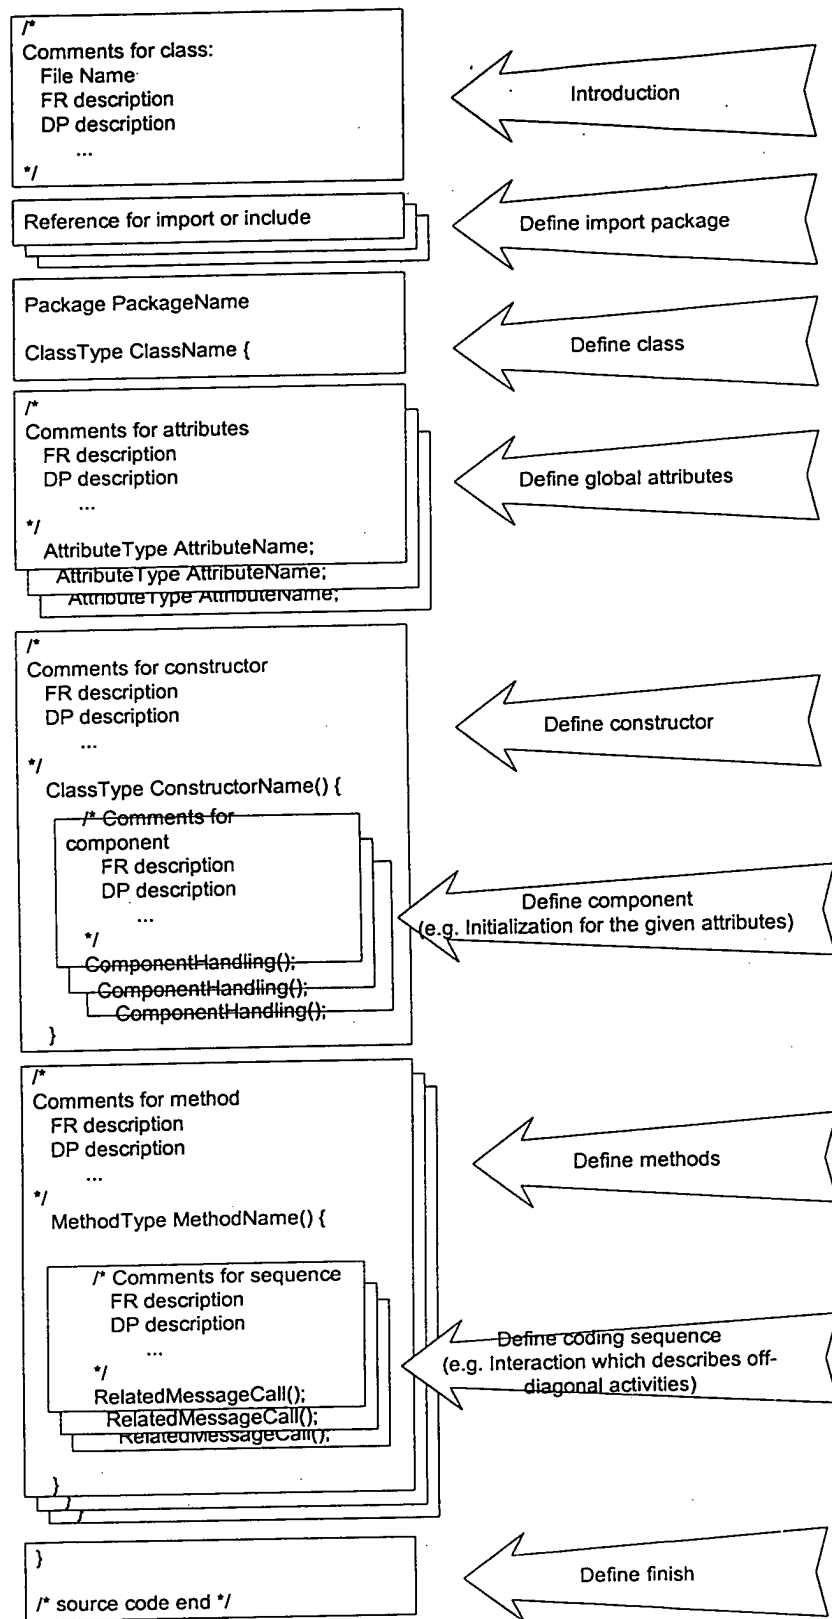 /*
Comments for class:
File Name
FR description
DP description
...
*/
Introduction
Reference for import or include
Define import package
Package PackageName
ClassType ClassName {
Define class
/*
Comments for attributes
FR description
DP description
...
*/
AttributeType AttributeName;
AttributeType AttributeName;
AttributeType AttributeName;
Define global attributes
/*
Comments for constructor
FR description
DP description
...
*/
ClassType ConstructorName() {
Define constructor
/* Comments for
component
FR description
DP description
...
*/
ComponentHandling();
ComponentHandling();
ComponentHandling();
}
Define component
(e.g. Initialization for the given attributes)
/*
Comments for method
FR description
DP description
...
*/
MethodType MethodName() {
Define methods
/* Comments for sequence
FR description
DP description
...
*/
RelatedMessageCall();
RelatedMessageCall();
RelatedMessageCall();
}
}
}
Define coding sequence
(e.g. Interaction which describes off-
diagonal activities)
}
/* source code end */
Define finish